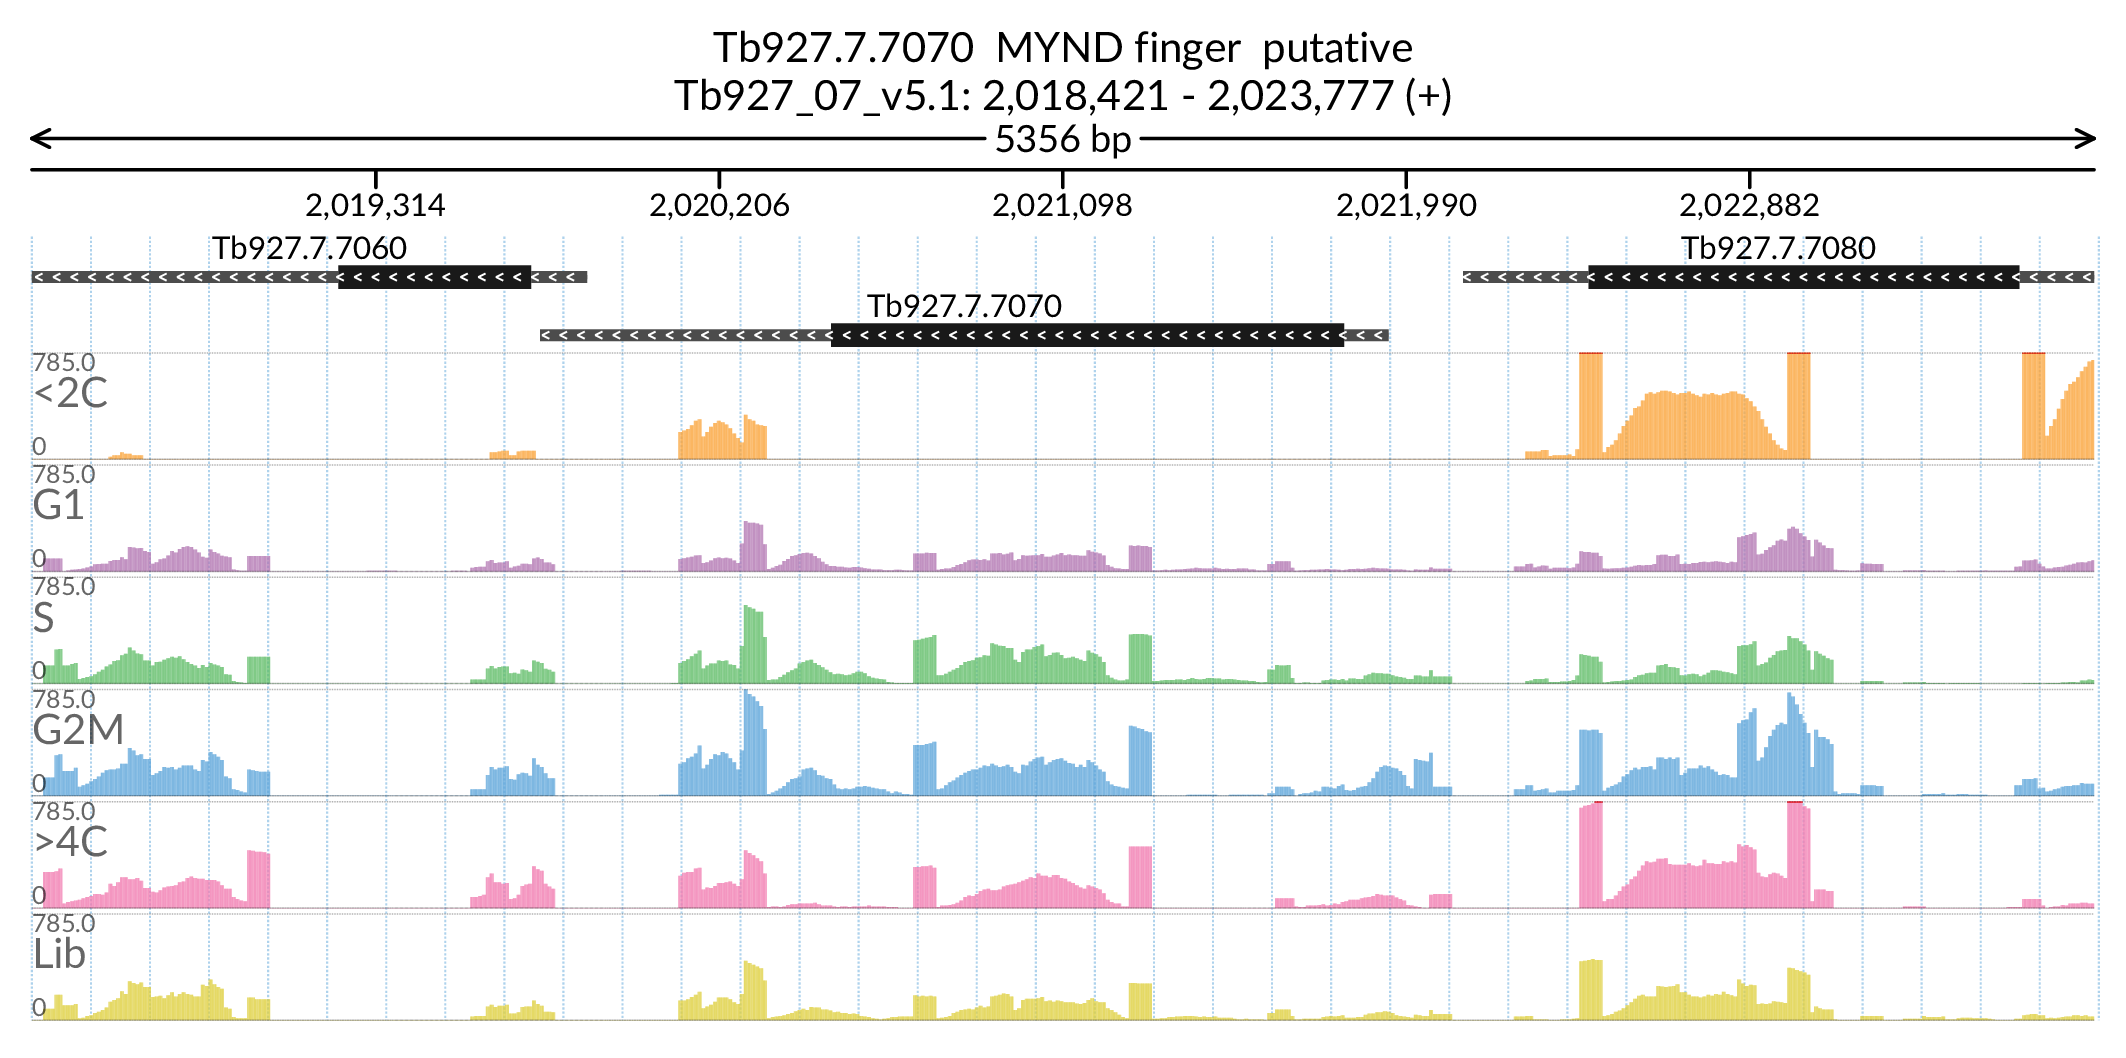 Tb927.7.7070 MYND finger putative
Tb927_07_v5.1: 2,018,421 - 2,023,777 (+)
5356 bp
2,019,314 2,020,206 2,021,098 2,021,990 2,022,882
Tb927.7.7060 Tb927.7.7080
Tb927.7.7070
785.0
<2C
0
785.0
G1
0
785.0
S
0
785.0
G2M
0
785.0
>4C
0
785.0
Lib
0